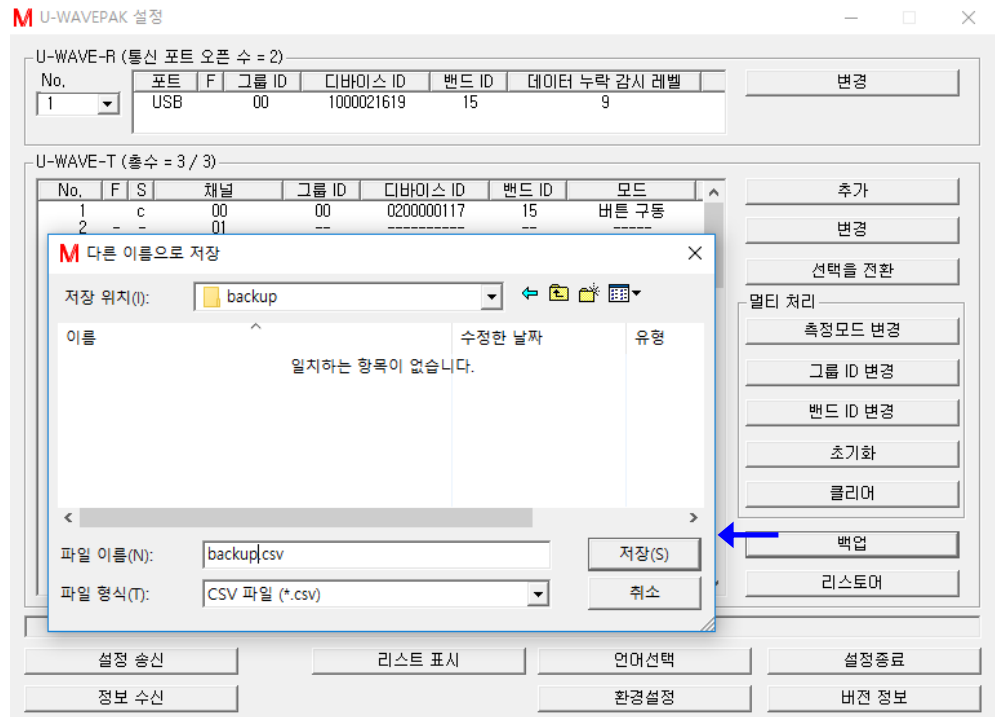 U-WAVEPAK 설정
U-WAVE-R (통신 포트 오픈 수 = 2)
No. 포트 F 그룹 ID 디바이스 ID 밴드 ID 데이터 누락 감시 레벨 변경
1 USB 00 1000021619 15 9
U-WAVE-T (총수 = 3 / 3)
No. F S 채널 그룹 ID 디바이스 ID 밴드 ID 모드 추가
1 c 00 00 0200000117 15 버튼 구동
2 - - 01 -- ---------- -- ----- 변경
선택을 전환
멀티 처리
측정모드 변경
그룹 ID 변경
밴드 ID 변경
초기화
클리어
백업
리스토어
다른 이름으로 저장
저장 위치(I): backup
이름 수정한 날짜 유형
일치하는 항목이 없습니다.
파일 이름(N): backup.csv 저장(S)
파일 형식(T): CSV 파일 (*.csv) 취소
설정 송신 리스트 표시 언어선택 설정종료
정보 수신 환경설정 버전 정보